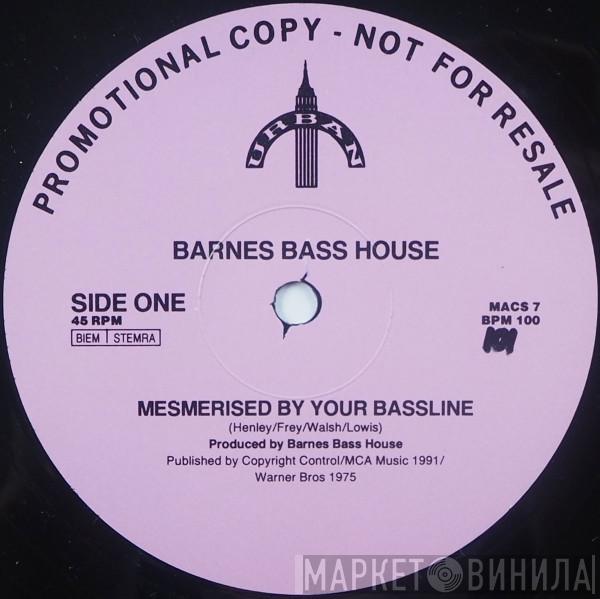 PROMOTIONAL COPY - NOT FOR RESALE
URBAN
BARNES BASS HOUSE
SIDE ONE
45 RPM
BIEM STEMRA
MACS 7
BPM 100
101
MESMERISED BY YOUR BASSLINE
(Henley/Frey/Walsh/Lowis)
Produced by Barnes Bass House
Published by Copyright Control/MCA Music 1991/
Warner Bros 1975
МАРКЕТ ВИНИЛА